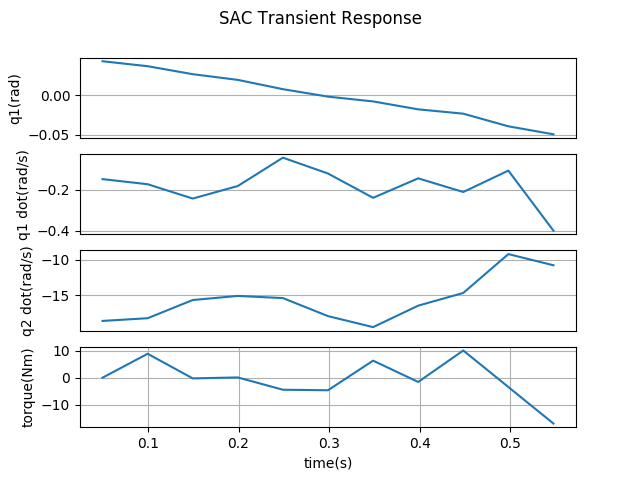 SAC Transient Response
q1(rad)
0.00
−0.05
q1 dot(rad/s)
−0.2
−0.4
q2 dot(rad/s)
−10
−15
torque(Nm)
10
0
−10
0.1 0.2 0.3 0.4 0.5
time(s)